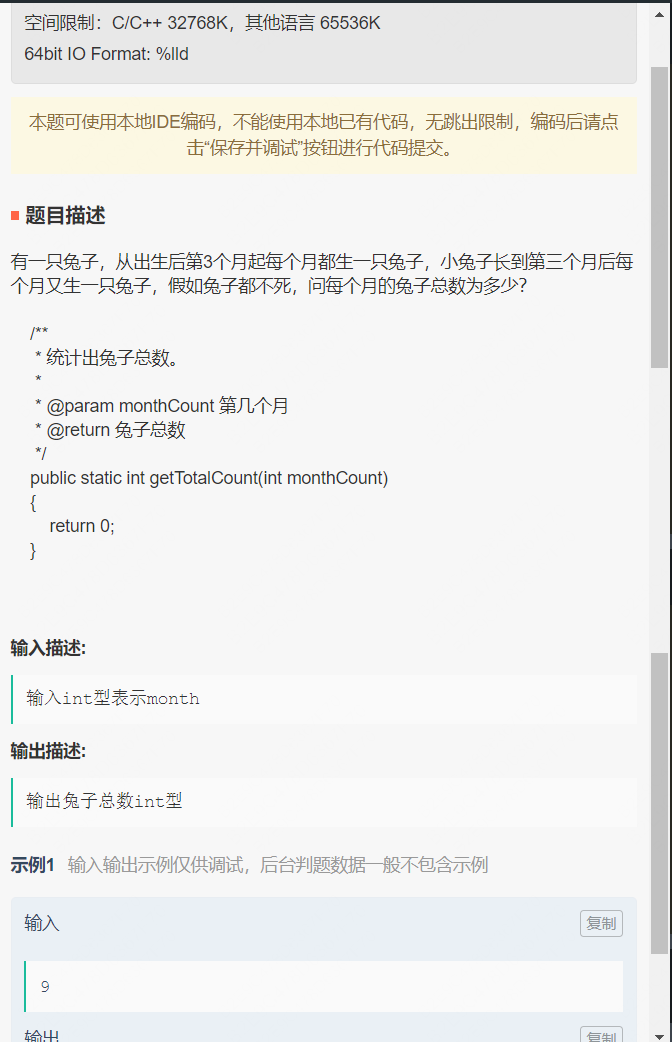 空间限制：C/C++ 32768K，其他语言 65536K
64bit IO Format: %lld
本题可使用本地IDE编码，不能使用本地已有代码，无跳出限制，编码后请点
击“保存并调试”按钮进行代码提交。
题目描述
有一只兔子，从出生后第3个月起每个月都生一只兔子，小兔子长到第三个月后每
个月又生一只兔子，假如兔子都不死，问每个月的兔子总数为多少？
/**
* 统计出兔子总数。
*
* @param monthCount 第几个月
* @return 兔子总数
*/
public static int getTotalCount(int monthCount)
{
return 0;
}
输入描述:
输入int型表示month
输出描述:
输出兔子总数int型
示例1 输入输出示例仅供调试，后台判题数据一般不包含示例
输入 复制
9
输出 复制